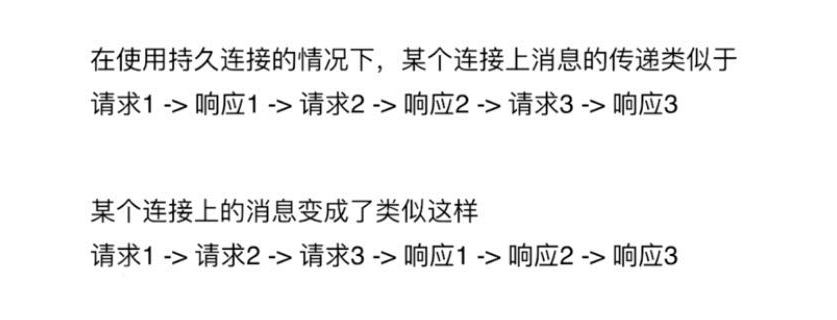 在使用持久连接的情况下，某个连接上消息的传递类似于
请求1 -> 响应1 -> 请求2 -> 响应2 -> 请求3 -> 响应3
某个连接上的消息变成了类似这样
请求1 -> 请求2 -> 请求3 -> 响应1 -> 响应2 -> 响应3